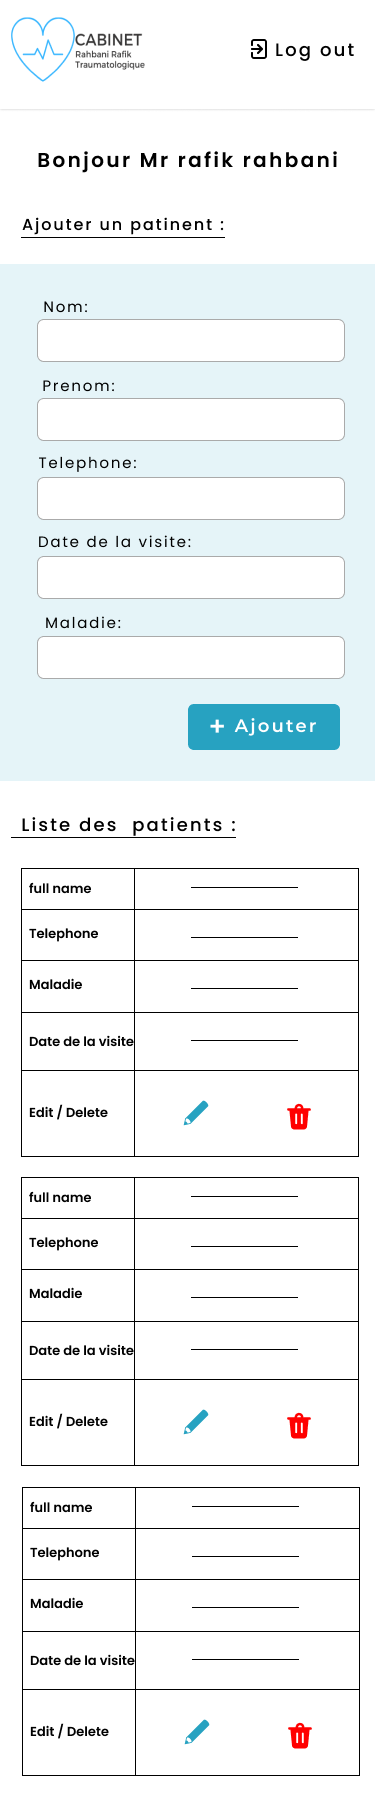 CABINET
Rahbani Rafik
Traumatologique
Log out
Bonjour Mr rafik rahbani
Ajouter un patinent :
Nom:
Prenom:
Telephone:
Date de la visite:
Maladie:
+ Ajouter
Liste des patients :
full name
Telephone
Maladie
Date de la visite
Edit / Delete
full name
Telephone
Maladie
Date de la visite
Edit / Delete
full name
Telephone
Maladie
Date de la visite
Edit / Delete